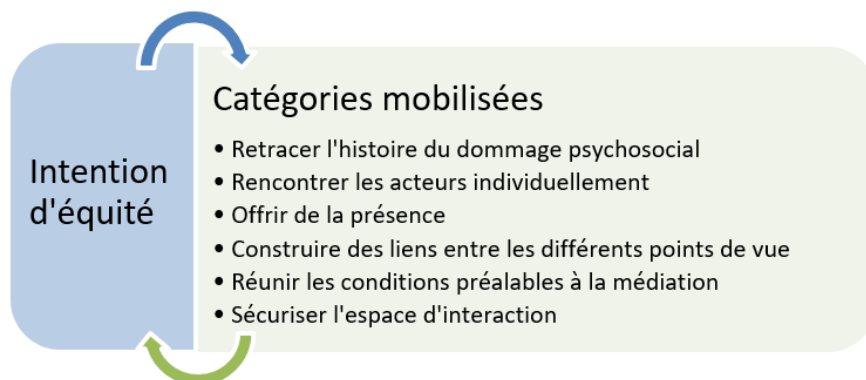 Intention
d'équité
Catégories mobilisées
• Retracer l'histoire du dommage psychosocial
• Rencontrer les acteurs individuellement
• Offrir de la présence
• Construire des liens entre les différents points de vue
• Réunir les conditions préalables à la médiation
• Sécuriser l'espace d'interaction